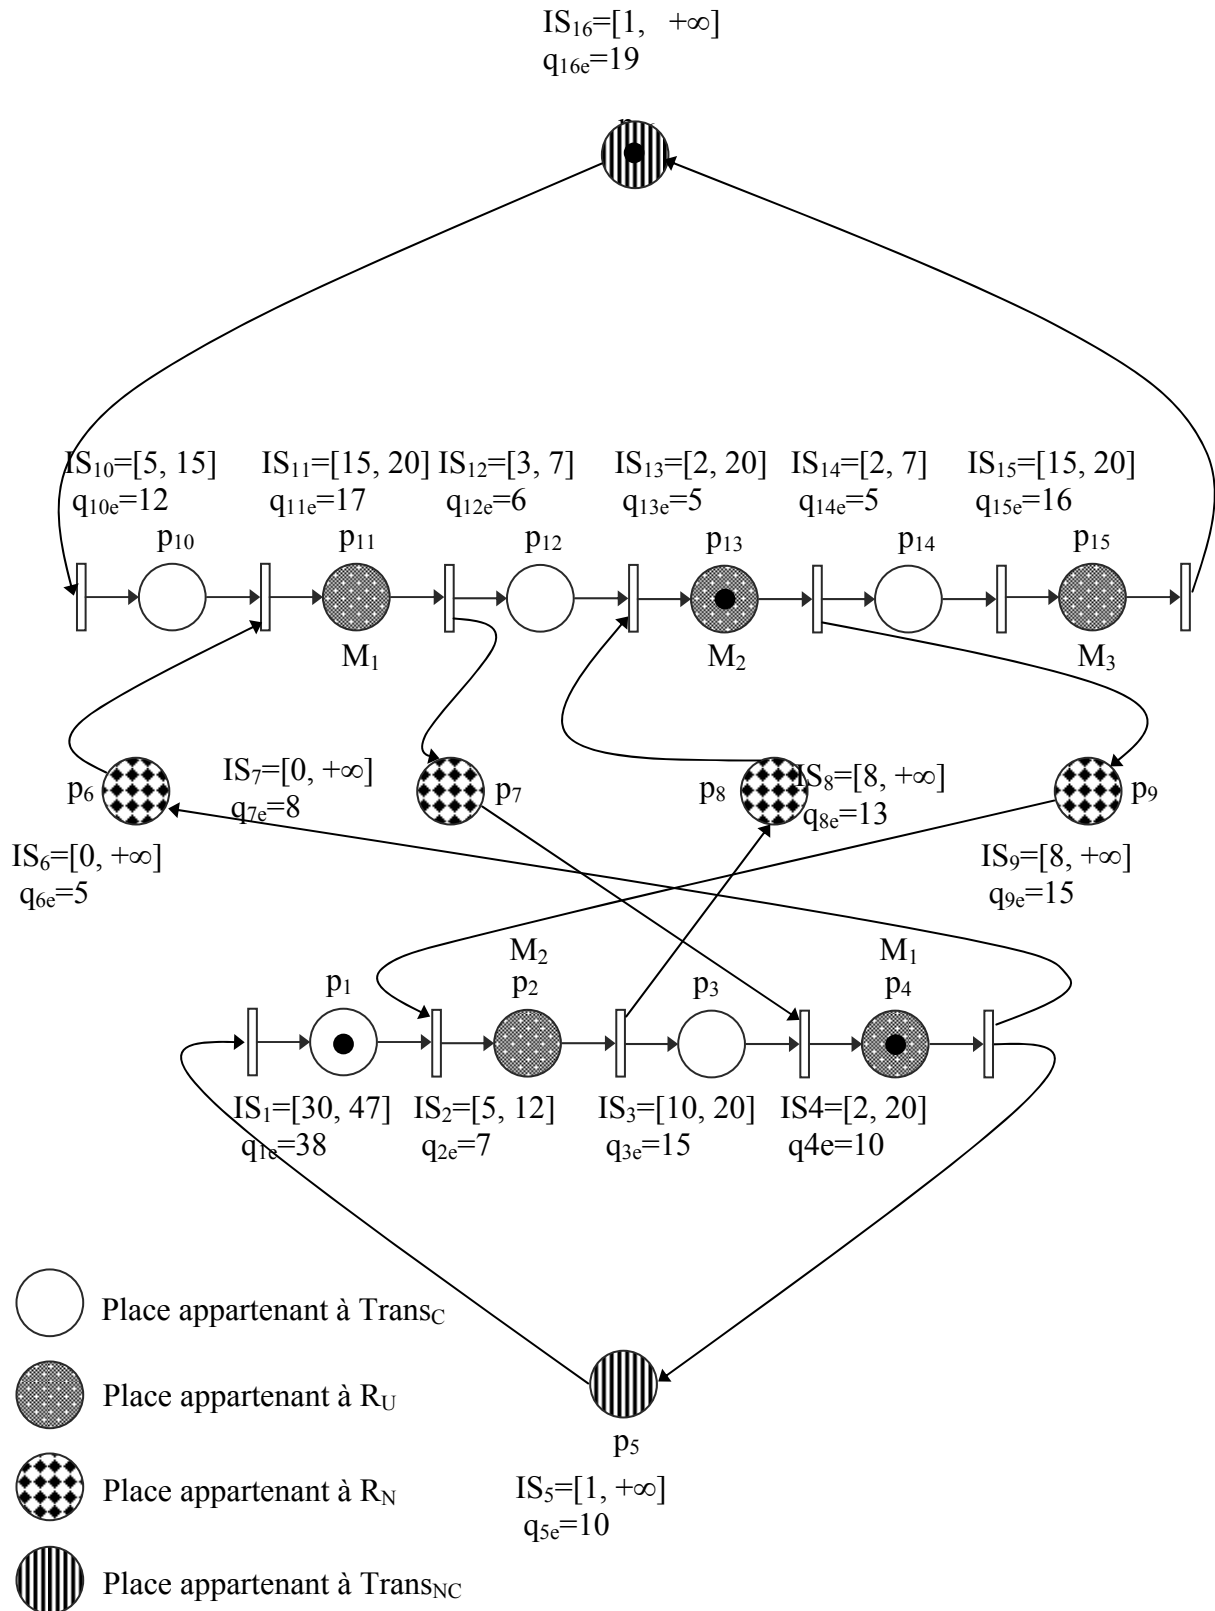 IS16=[1, +∞]
q16e=19
IS10=[5, 15] IS11=[15, 20] IS12=[3, 7] IS13=[2, 20] IS14=[2, 7] IS15=[15, 20]
q10e=12 q11e=17 q12e=6 q13e=5 q14e=5 q15e=16
p10 p11 p12 p13 p14 p15
M1 M2 M3
p6 IS7=[0, +∞] p7 p8 IS8=[8, +∞] p9
q7e=8 q8e=13
IS6=[0, +∞] IS9=[8, +∞]
q6e=5 q9e=15
M2 M1
p1 p2 p3 p4
IS1=[30, 47] IS2=[5, 12] IS3=[10, 20] IS4=[2, 20]
q1e=38 q2e=7 q3e=15 q4e=10
Place appartenant à TransC
Place appartenant à RU
p5
Place appartenant à RN
IS5=[1, +∞]
q5e=10
Place appartenant à TransNC